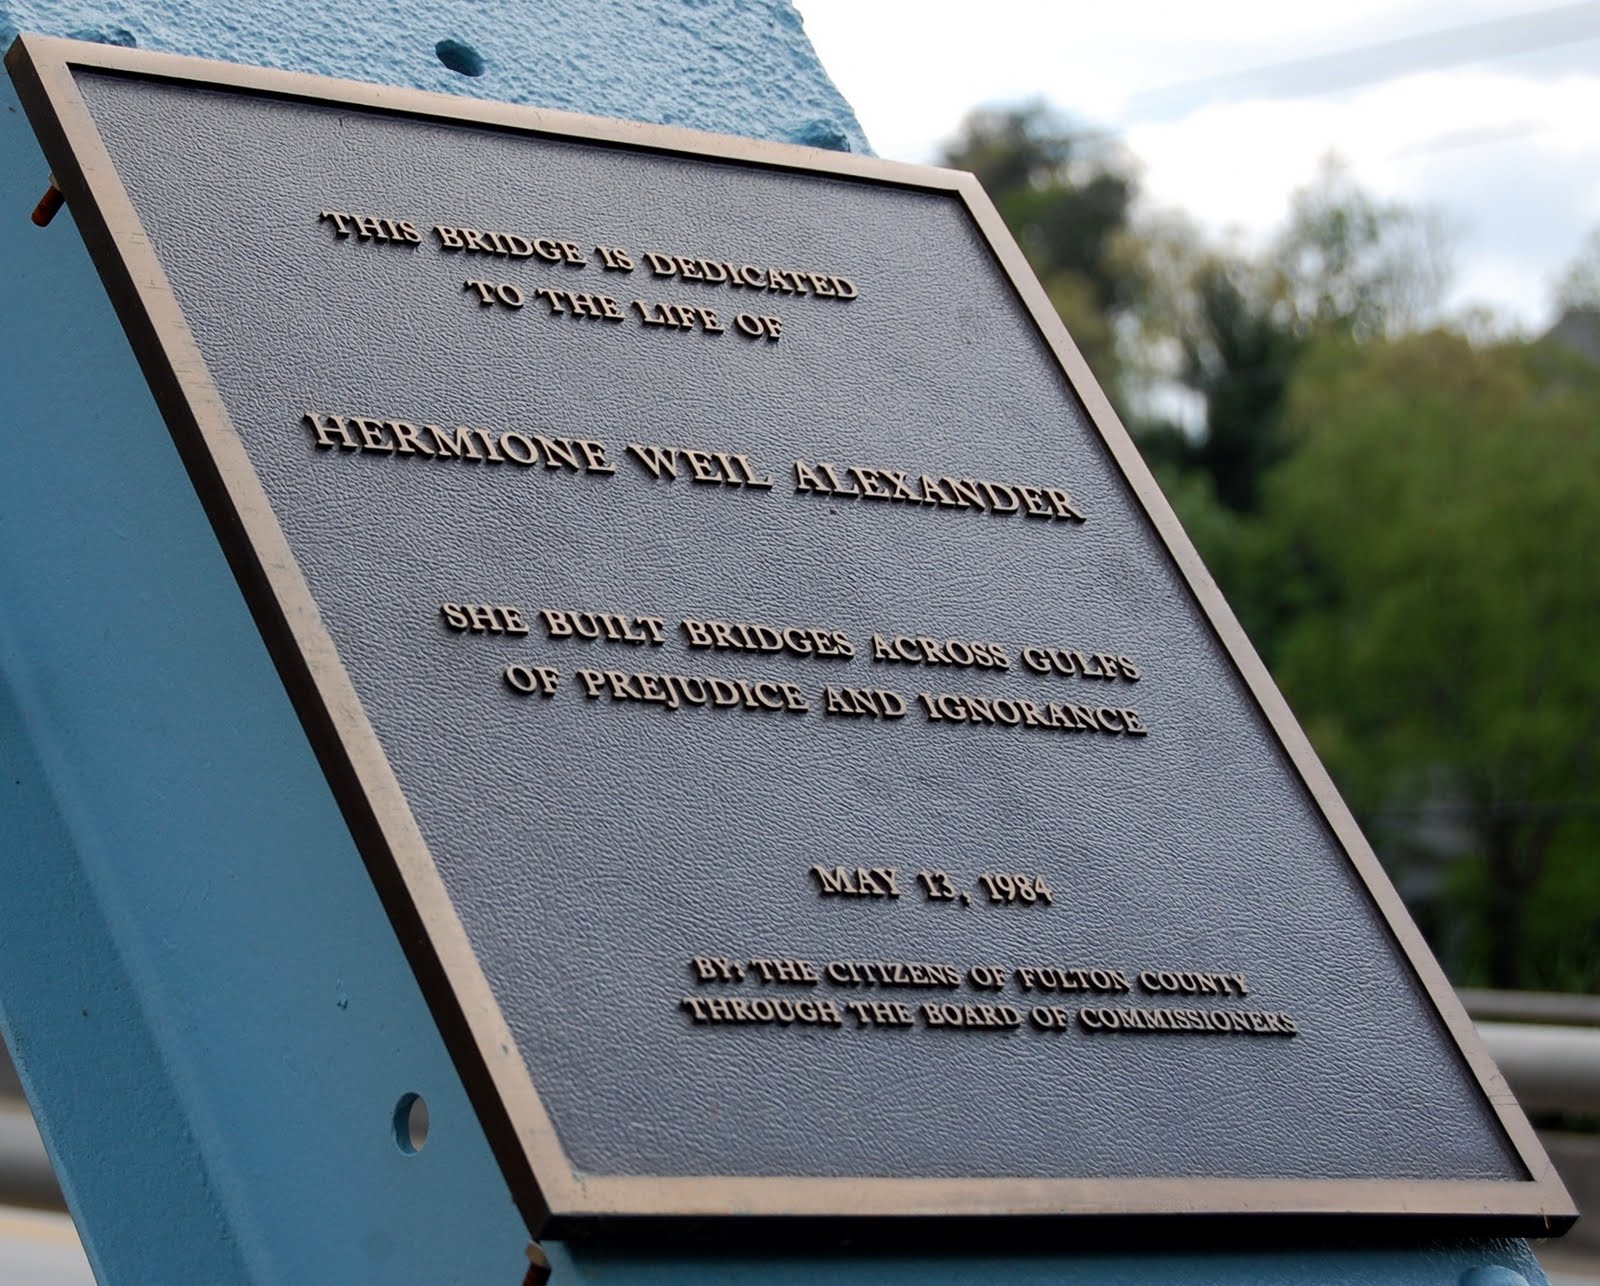 THIS BRIDGE IS DEDICATED
TO THE LIFE OF
HERMIONE WEIL ALEXANDER
SHE BUILT BRIDGES ACROSS GULFS
OF PREJUDICE AND IGNORANCE
MAY 13, 1984
BY: THE CITIZENS OF FULTON COUNTY
THROUGH THE BOARD OF COMMISSIONERS